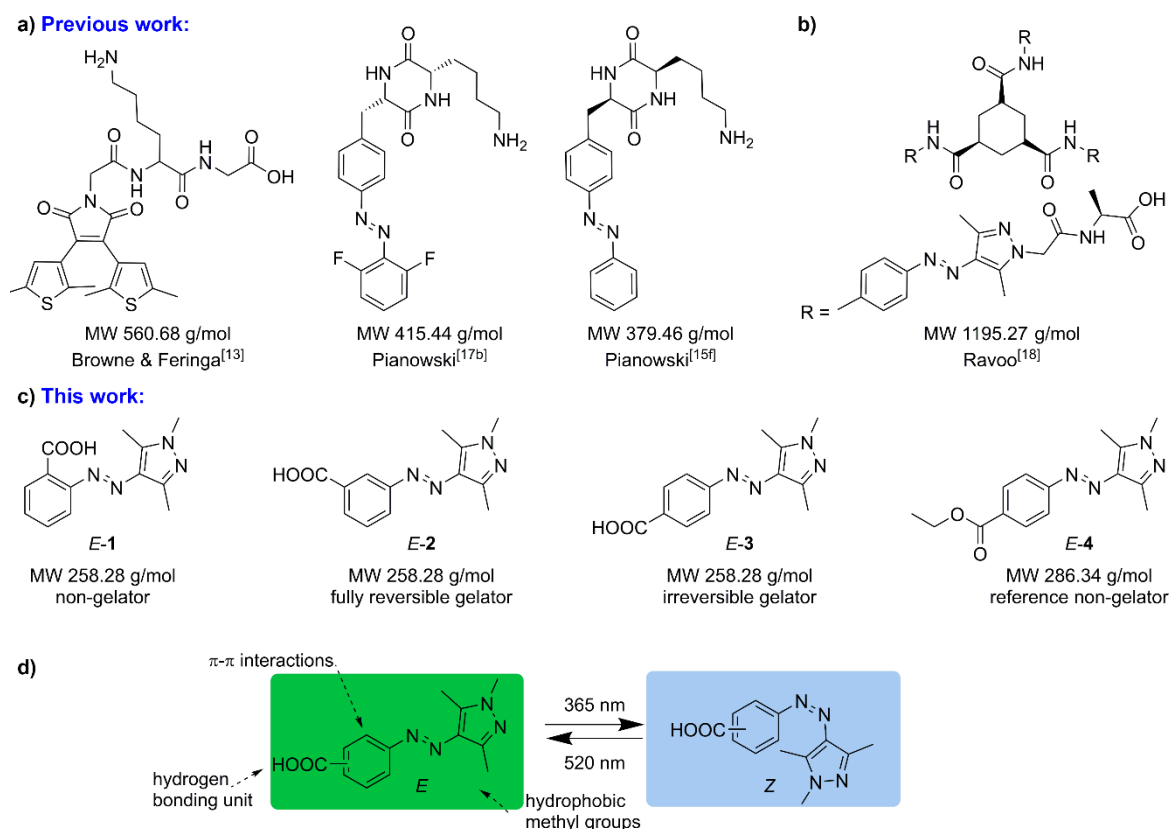 a) Previous work:
b)
H2N
O
N
H
H
N
O
O
OH
N
O
O
S
S
MW 560.68 g/mol
Browne & Feringa[13]
O
HN
NH
O
NH2
N
N
F
F
MW 415.44 g/mol
Pianowski[17b]
O
HN
NH
O
NH2
N
N
MW 379.46 g/mol
Pianowski[15f]
R
NH
O
H
N
R
O
HN
R
O
R =
N
N
N
N
O
N
H
O
OH
MW 1195.27 g/mol
Ravoo[18]
c) This work:
COOH
N
N
N
N
E-1
MW 258.28 g/mol
non-gelator
HOOC
N
N
N
N
E-2
MW 258.28 g/mol
fully reversible gelator
HOOC
N
N
N
N
E-3
MW 258.28 g/mol
irreversible gelator
O
O
N
N
N
N
E-4
MW 286.34 g/mol
reference non-gelator
d)
π-π interactions
HOOC
N
N
N
N
E
hydrogen
bonding unit
hydrophobic
methyl groups
365 nm
520 nm
HOOC
N
N
N
N
Z